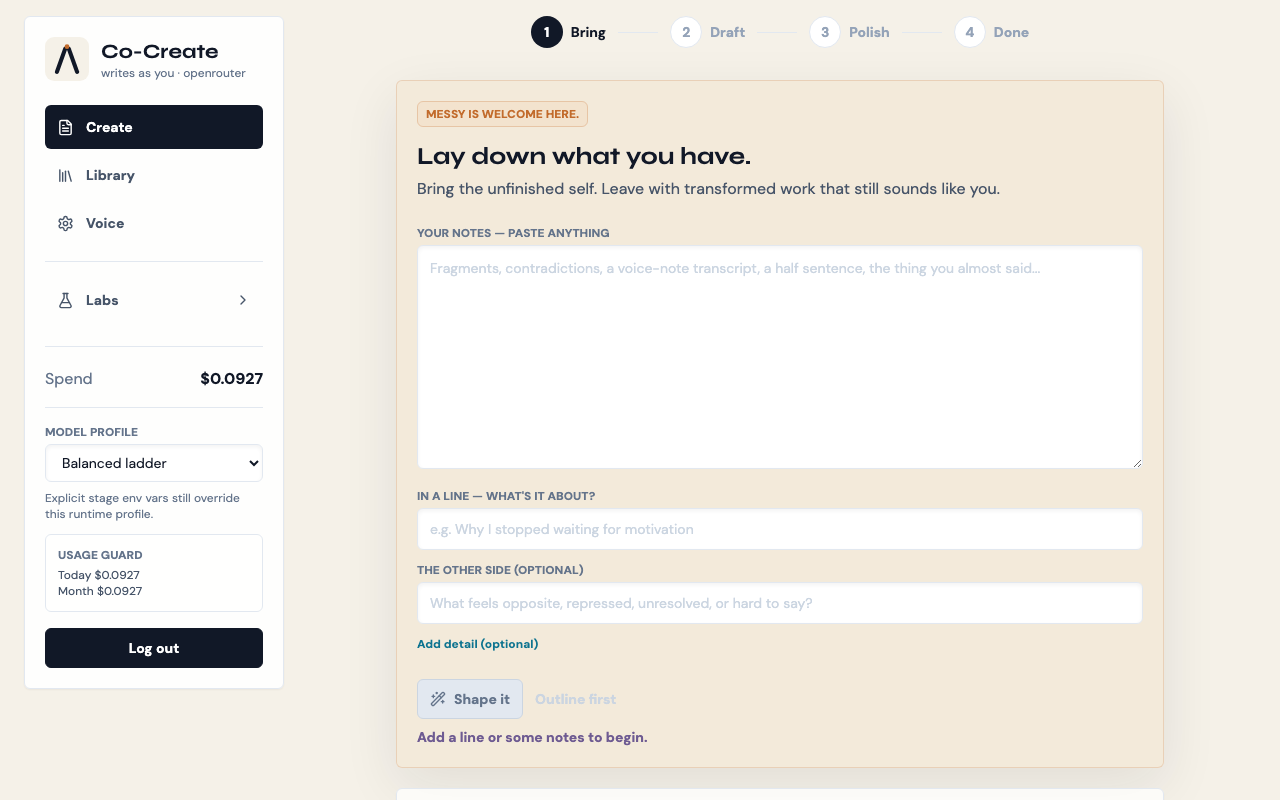 Co-Create
writes as you · openrouter
Create
Library
Voice
Labs
Spend $0.0927
MODEL PROFILE
Balanced ladder
Explicit stage env vars still override
this runtime profile.
USAGE GUARD
Today $0.0927
Month $0.0927
Log out
1 Bring 2 Draft 3 Polish 4 Done
MESSY IS WELCOME HERE.
Lay down what you have.
Bring the unfinished self. Leave with transformed work that still sounds like you.
YOUR NOTES — PASTE ANYTHING
Fragments, contradictions, a voice-note transcript, a half sentence, the thing you almost said…
IN A LINE — WHAT'S IT ABOUT?
e.g. Why I stopped waiting for motivation
THE OTHER SIDE (OPTIONAL)
What feels opposite, repressed, unresolved, or hard to say?
Add detail (optional)
Shape it Outline first
Add a line or some notes to begin.